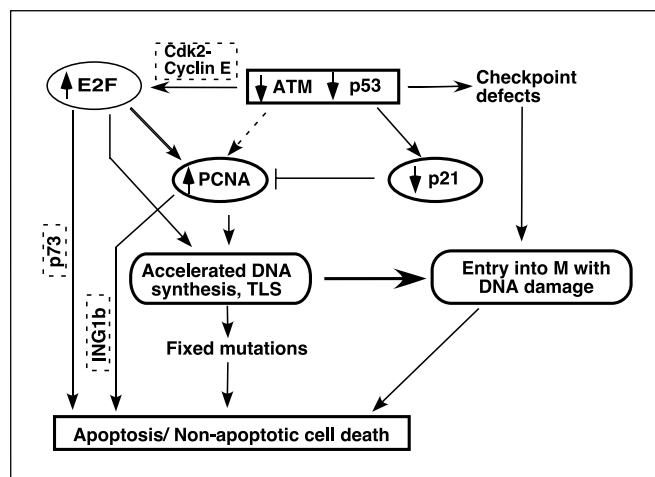 Cdk2-
Cyclin E
E2F
ATM p53
Checkpoint
defects
PCNA
p21
p73
ING1b
Accelerated DNA
synthesis, TLS
Entry into M with
DNA damage
Fixed mutations
Apoptosis/ Non-apoptotic cell death